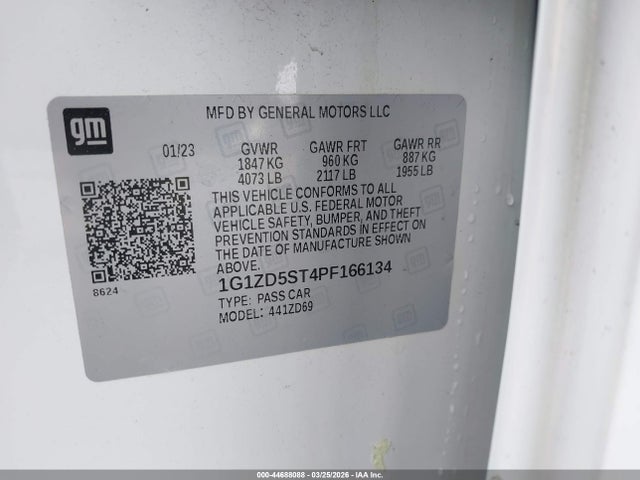 gm
MFD BY GENERAL MOTORS LLC
01/23 GVWR GAWR FRT GAWR RR
1847 KG 960 KG 887 KG
4073 LB 2117 LB 1955 LB
THIS VEHICLE CONFORMS TO ALL
APPLICABLE U.S. FEDERAL MOTOR
VEHICLE SAFETY, BUMPER, AND THEFT
PREVENTION STANDARDS IN EFFECT ON
THE DATE OF MANUFACTURE SHOWN
ABOVE.
8624
1G1ZD5ST4PF166134
TYPE: PASS CAR
MODEL: 441ZD69
000-44688088 - 03/25/2026 - IAA Inc.